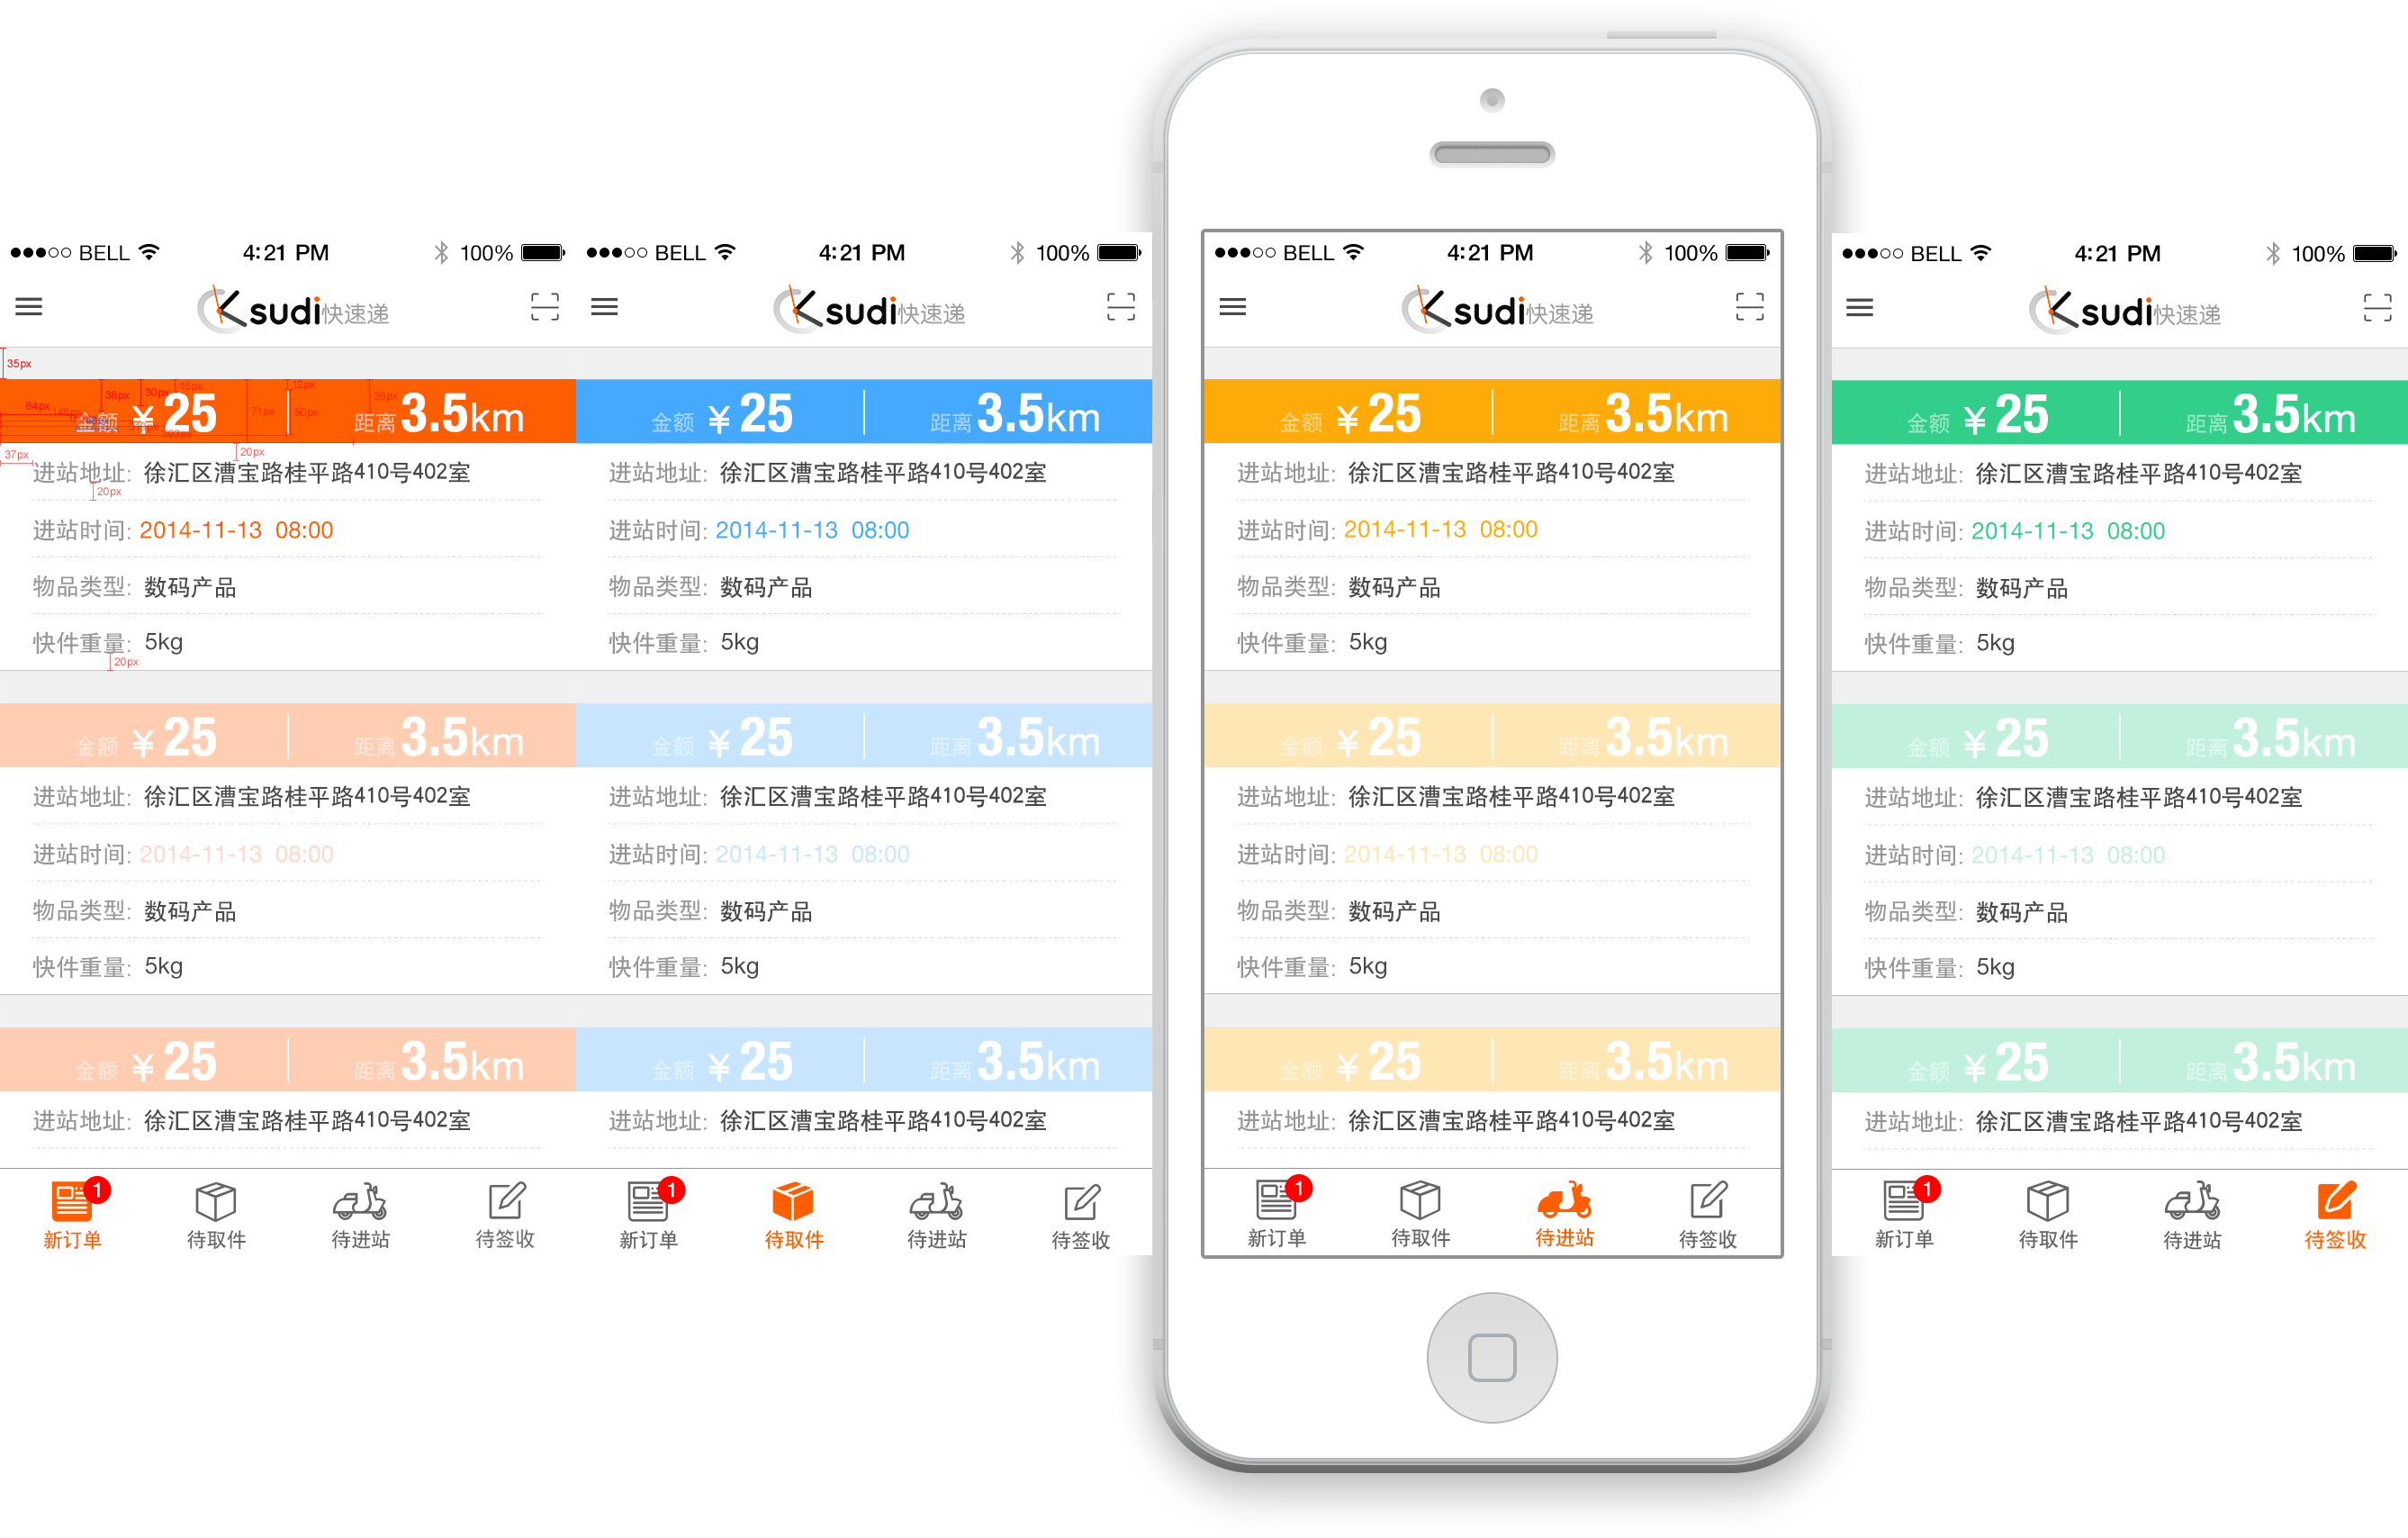 BELL 4:21 PM 100%
sudi快速递
35px
15px 12px
36px 30px 38px
84px 148px 71px 50px
金额 ¥ 25 距离 3.5km
393px
37px 20px
进站地址: 徐汇区漕宝路桂平路410号402室
20px
进站时间: 2014-11-13 08:00
物品类型: 数码产品
快件重量: 5kg
20px
金额 ¥ 25 距离 3.5km
进站地址: 徐汇区漕宝路桂平路410号402室
进站时间: 2014-11-13 08:00
物品类型: 数码产品
快件重量: 5kg
金额 ¥ 25 距离 3.5km
进站地址: 徐汇区漕宝路桂平路410号402室
1
新订单 待取件 待进站 待签收
BELL 4:21 PM 100%
sudi快速递
金额 ¥ 25 距离 3.5km
进站地址: 徐汇区漕宝路桂平路410号402室
进站时间: 2014-11-13 08:00
物品类型: 数码产品
快件重量: 5kg
金额 ¥ 25 距离 3.5km
进站地址: 徐汇区漕宝路桂平路410号402室
进站时间: 2014-11-13 08:00
物品类型: 数码产品
快件重量: 5kg
金额 ¥ 25 距离 3.5km
进站地址: 徐汇区漕宝路桂平路410号402室
1
新订单 待取件 待进站 待签收
BELL 4:21 PM 100%
sudi快速递
金额 ¥ 25 距离 3.5km
进站地址: 徐汇区漕宝路桂平路410号402室
进站时间: 2014-11-13 08:00
物品类型: 数码产品
快件重量: 5kg
金额 ¥ 25 距离 3.5km
进站地址: 徐汇区漕宝路桂平路410号402室
进站时间: 2014-11-13 08:00
物品类型: 数码产品
快件重量: 5kg
金额 ¥ 25 距离 3.5km
进站地址: 徐汇区漕宝路桂平路410号402室
1
新订单 待取件 待进站 待签收
BELL 4:21 PM 100%
sudi快速递
金额 ¥ 25 距离 3.5km
进站地址: 徐汇区漕宝路桂平路410号402室
进站时间: 2014-11-13 08:00
物品类型: 数码产品
快件重量: 5kg
金额 ¥ 25 距离 3.5km
进站地址: 徐汇区漕宝路桂平路410号402室
进站时间: 2014-11-13 08:00
物品类型: 数码产品
快件重量: 5kg
金额 ¥ 25 距离 3.5km
进站地址: 徐汇区漕宝路桂平路410号402室
1
新订单 待取件 待进站 待签收